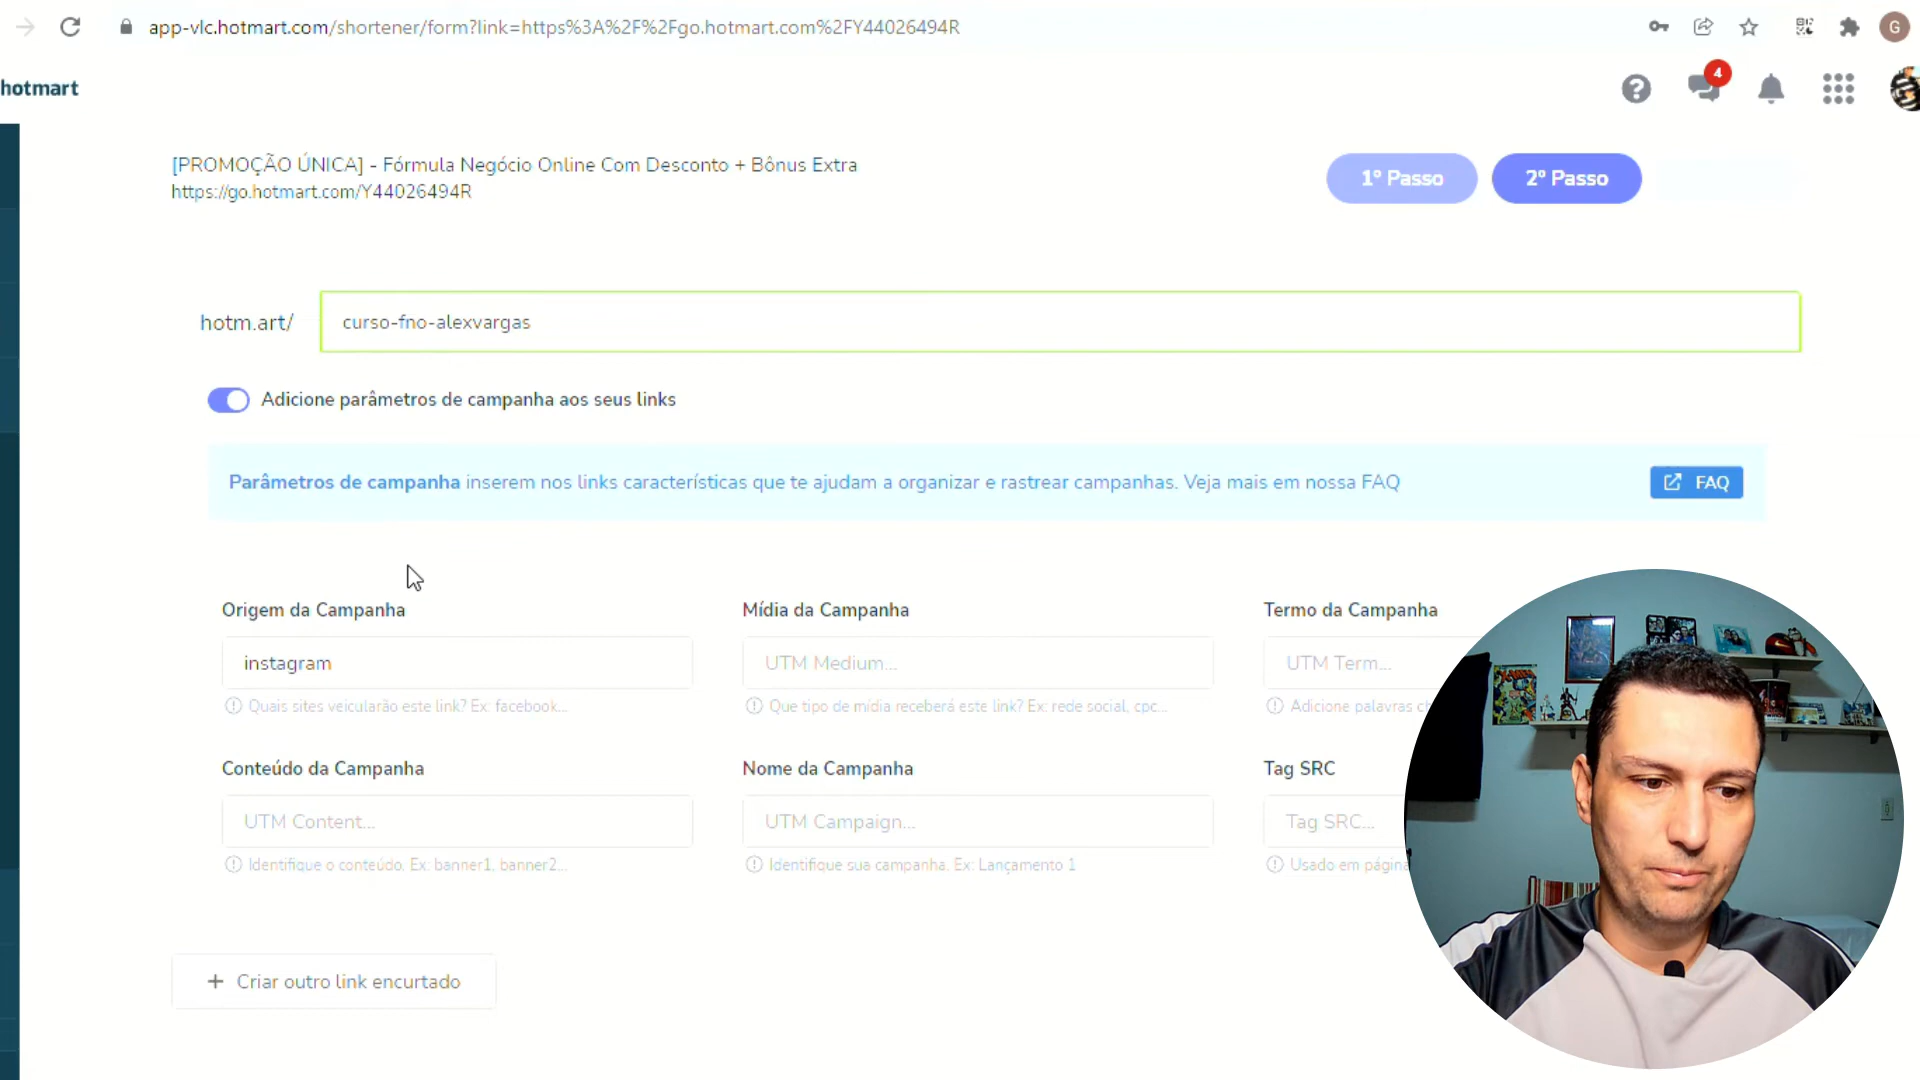 app-vlc.hotmart.com/shortener/form?link=https%3A%2F%2Fgo.hotmart.com%2FY44026494R
G
hotmart
4
[PROMOÇÃO ÚNICA] - Fórmula Negócio Online Com Desconto + Bônus Extra
https://go.hotmart.com/Y44026494R
1º Passo
2º Passo
hotm.art/
curso-fno-alexvargas
Adicione parâmetros de campanha aos seus links
Parâmetros de campanha inserem nos links características que te ajudam a organizar e rastrear campanhas. Veja mais em nossa FAQ
FAQ
Origem da Campanha
Mídia da Campanha
Termo da Campanha
instagram
UTM Medium...
UTM Term...
Quais sites veicularão este link? Ex: facebook...
Que tipo de mídia receberá este link? Ex: rede social, cpc...
Adicione palavras
Conteúdo da Campanha
Nome da Campanha
Tag SRC
UTM Content...
UTM Campaign...
Tag SRC...
Identifique o conteúdo. Ex: banner1, banner2...
Identifique sua campanha. Ex: Lançamento 1
Usado em
+ Criar outro link encurtado